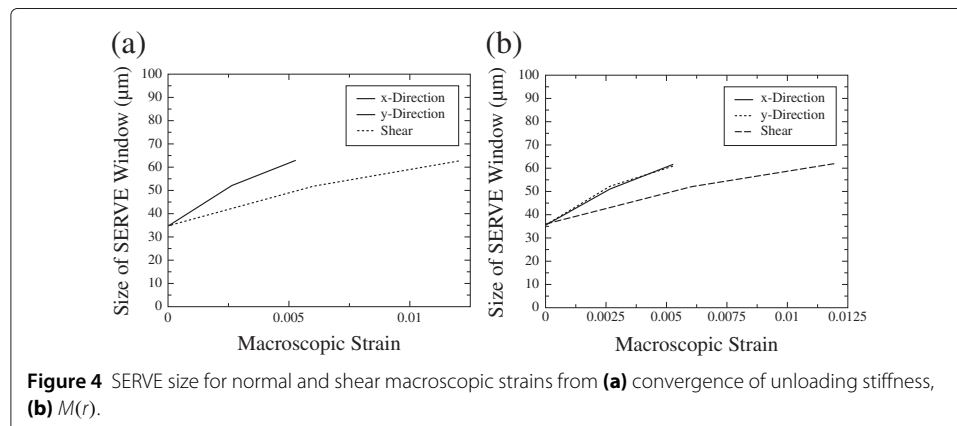 (a)
Size of SERVE Window (μm)
100
90
80
70
60
50
40
30
20
10
0
x-Direction
y-Direction
Shear
0
0.005
0.01
Macroscopic Strain
(b)
Size of SERVE Window (μm)
100
90
80
70
60
50
40
30
20
10
0
x-Direction
y-Direction
Shear
0
0.0025
0.005
0.0075
0.01
0.0125
Macroscopic Strain
Figure 4 SERVE size for normal and shear macroscopic strains from (a) convergence of unloading stiffness,
(b) M(r).